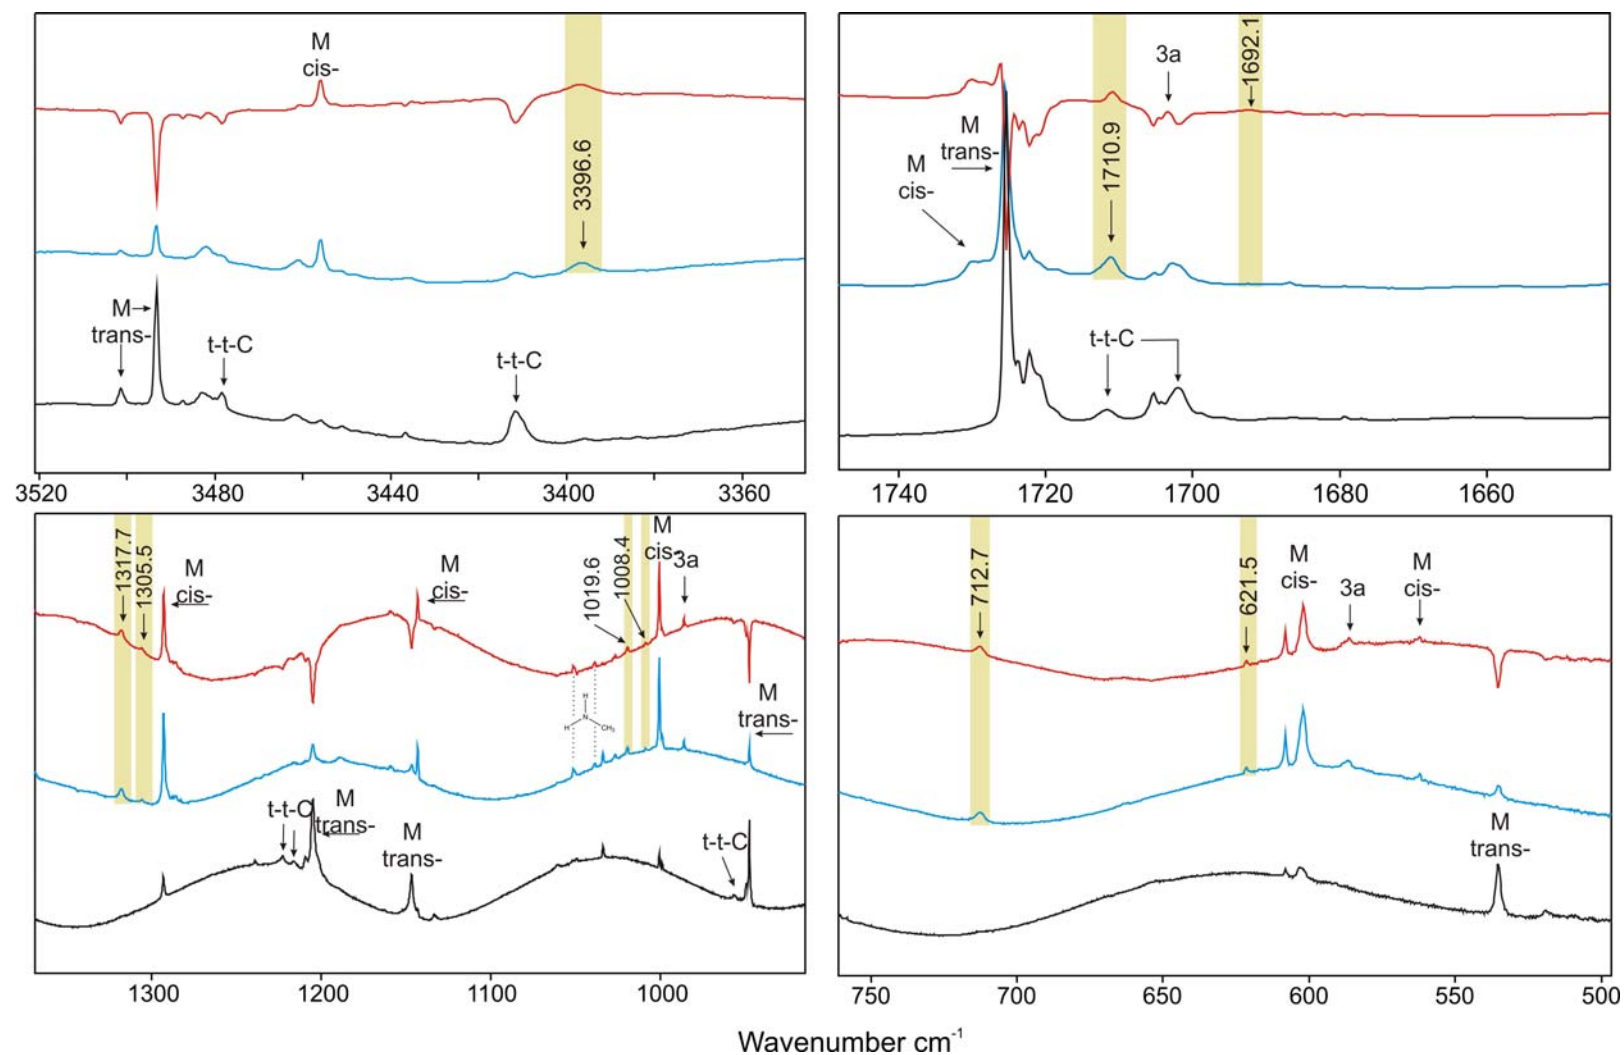 M
cis-
3396.6
M
trans-
t-t-C
t-t-C
3520
3480
3440
3400
3360
3a
1692.1
M
trans-
M
cis-
1710.9
t-t-C
1740
1720
1700
1680
1660
1317.7
1305.5
M
cis-
M
cis-
1019.6
1008.4
M
cis-
3a
H
N
H
CH3
M
trans-
t-t-C
M
trans-
M
trans-
t-t-C
1300
1200
1100
1000
712.7
621.5
M
cis-
3a
M
cis-
M
trans-
750
700
650
600
550
500
Wavenumber cm-1